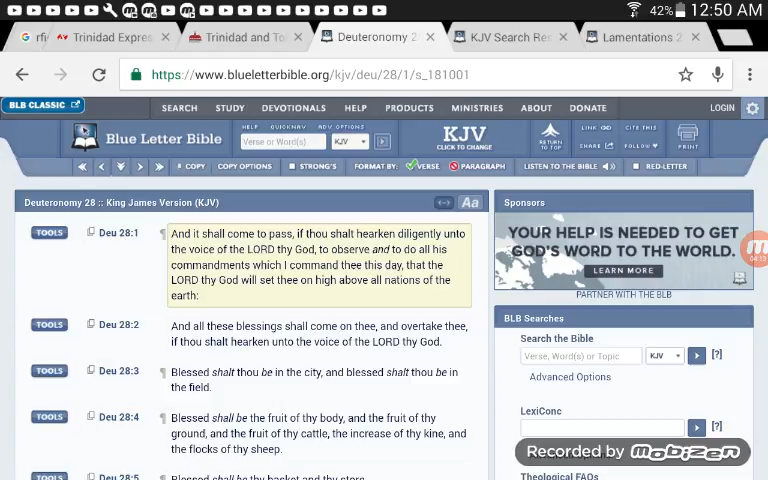 42% 12:50 AM
rfi
Trinidad Expres
Trinidad and To
Deuteronomy 2
KJV Search Res
Lamentations 2
https://www.blueletterbible.org/kjv/deu/28/1/s_181001
BLB CLASSIC
SEARCH STUDY DEVOTIONALS HELP PRODUCTS MINISTRIES ABOUT DONATE LOGIN
Blue Letter Bible
HELP QUICKNAV ADV OPTIONS
Verse or Word(s) KJV
KJV
CLICK TO CHANGE
RETURN TO TOP
LINK CITE THIS
SHARE FOLLOW
PRINT
COPY COPY OPTIONS STRONG'S FORMAT BY: VERSE PARAGRAPH LISTEN TO THE BIBLE RED-LETTER
Deuteronomy 28 :: King James Version (KJV) Aa
TOOLS Deu 28:1 ¶ And it shall come to pass, if thou shalt hearken diligently unto
the voice of the LORD thy God, to observe and to do all his
commandments which I command thee this day, that the
LORD thy God will set thee on high above all nations of the
earth:
TOOLS Deu 28:2 And all these blessings shall come on thee, and overtake thee,
if thou shalt hearken unto the voice of the LORD thy God.
TOOLS Deu 28:3 ¶ Blessed shalt thou be in the city, and blessed shalt thou be in
the field.
TOOLS Deu 28:4 ¶ Blessed shall be the fruit of thy body, and the fruit of thy
ground, and the fruit of thy cattle, the increase of thy kine, and
the flocks of thy sheep.
TOOLS Deu 28:5 ¶ Blessed shall be thy basket and thy store.
Sponsors
YOUR HELP IS NEEDED TO GET
GOD'S WORD TO THE WORLD.
LEARN MORE
PARTNER WITH THE BLB
04:13
BLB Searches
Search the Bible
Verse, Word(s) or Topic KJV [?]
Advanced Options
LexiConc
[?]
Recorded by MOBIZEN
Theological FAQs